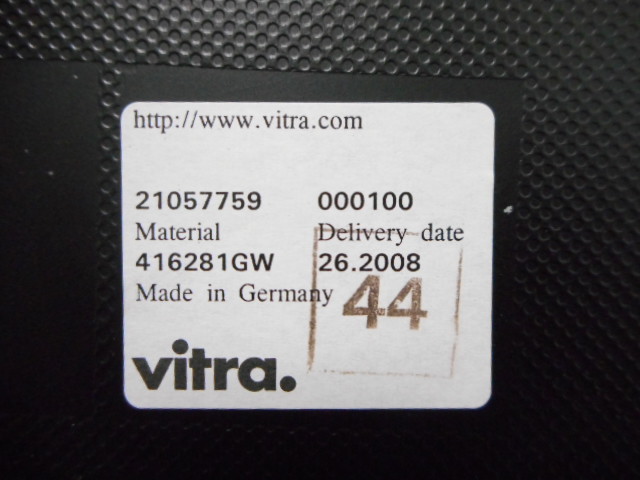 http://www.vitra.com
21057759 000100
Material Delivery date
416281GW 26.2008
Made in Germany
44
vitra.